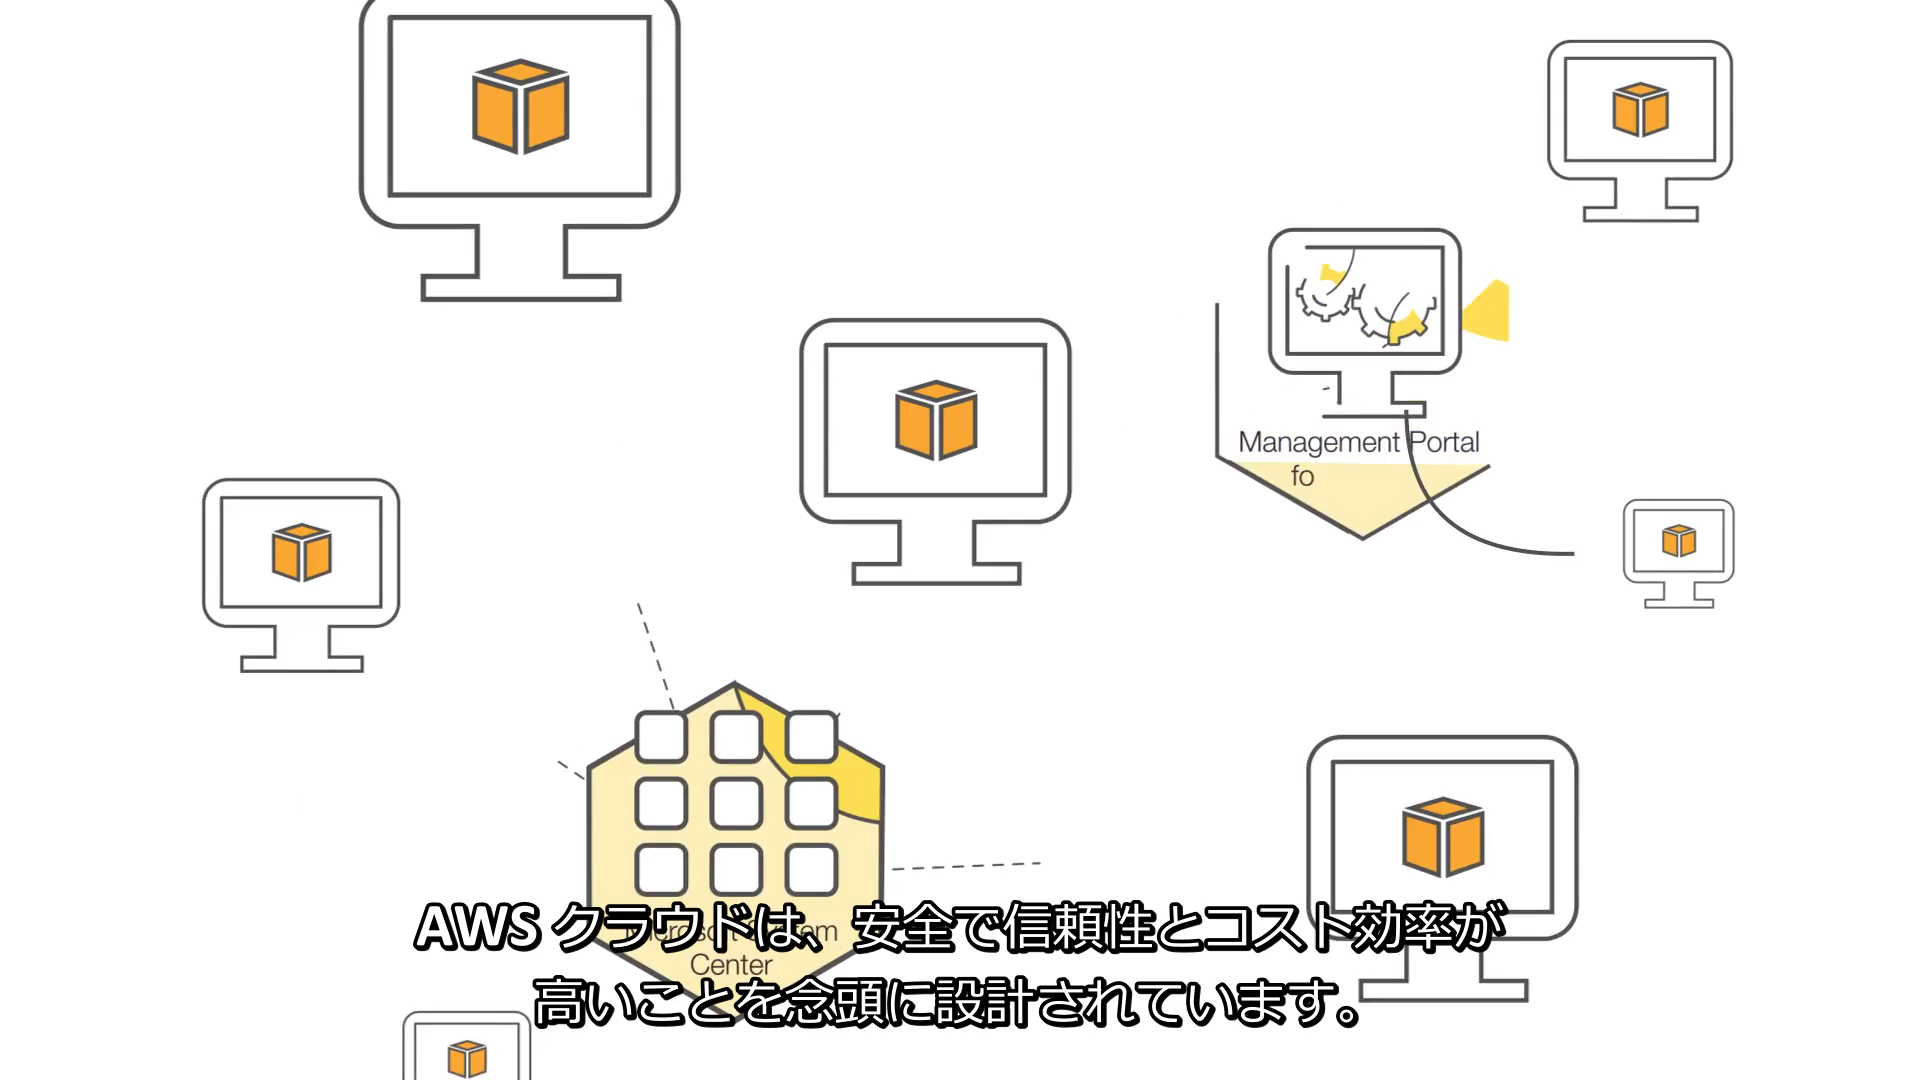 Management Portal
fo
Microsoft System
Center
AWS クラウドは、安全で信頼性とコスト効率が
高いことを念頭に設計されています。